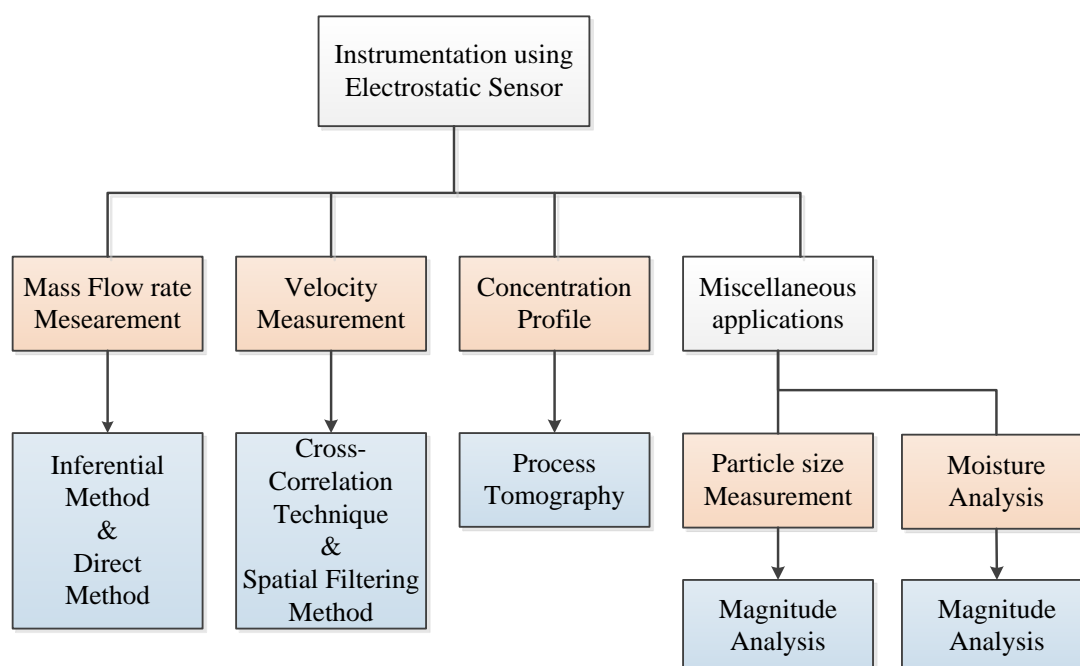 Instrumentation using
Electrostatic Sensor
Mass Flow rate
Mesearement
Velocity
Measurement
Concentration
Profile
Miscellaneous
applications
Inferential
Method
&
Direct
Method
Cross-
Correlation
Technique
&
Spatial Filtering
Method
Process
Tomography
Particle size
Measurement
Moisture
Analysis
Magnitude
Analysis
Magnitude
Analysis